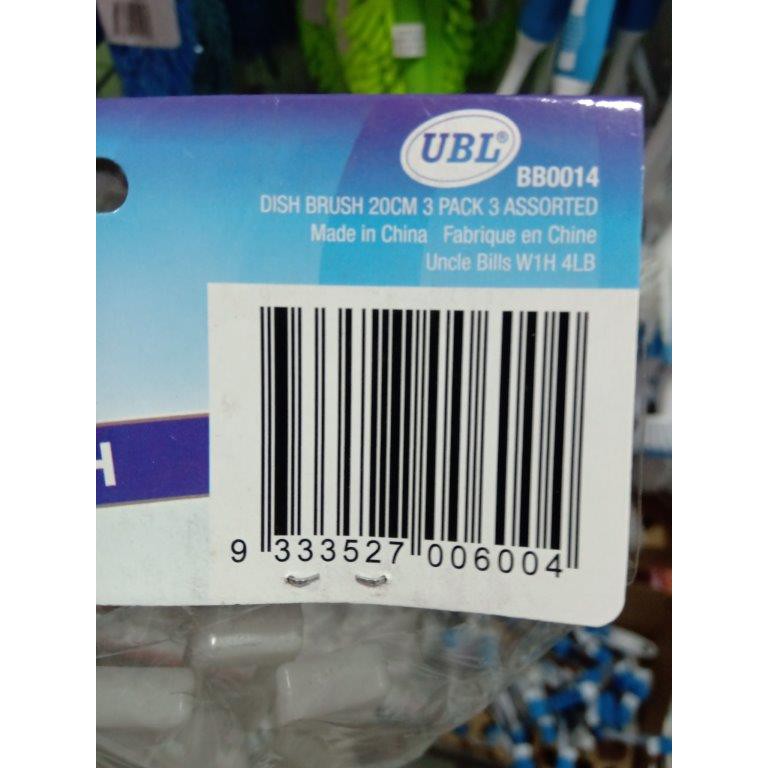 UBL®
BB0014
DISH BRUSH 20CM 3 PACK 3 ASSORTED
Made in China Fabrique en Chine
Uncle Bills W1H 4LB
H
9 333527 006004